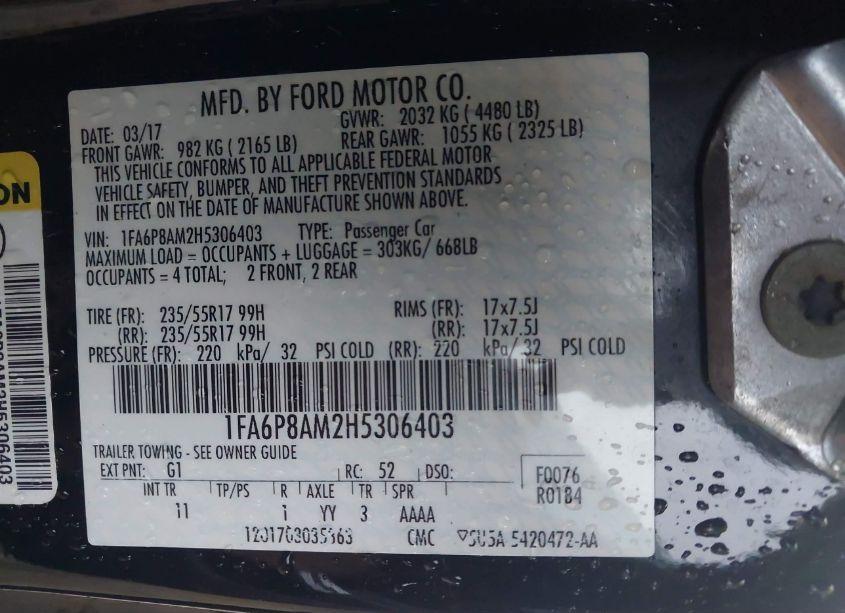 MFD. BY FORD MOTOR CO.
DATE: 03/17 GVWR: 2032 KG ( 4480 LB)
FRONT GAWR: 982 KG ( 2165 LB) REAR GAWR: 1055 KG ( 2325 LB)
THIS VEHICLE CONFORMS TO ALL APPLICABLE FEDERAL MOTOR
VEHICLE SAFETY, BUMPER, AND THEFT PREVENTION STANDARDS
IN EFFECT ON THE DATE OF MANUFACTURE SHOWN ABOVE.
VIN: 1FA6P8AM2H5306403 TYPE: Passenger Car
MAXIMUM LOAD = OCCUPANTS + LUGGAGE = 303KG/ 668LB
OCCUPANTS = 4 TOTAL; 2 FRONT, 2 REAR
TIRE (FR): 235/55R17 99H RIMS (FR): 17x7.5J
(RR): 235/55R17 99H (RR): 17x7.5J
PRESSURE (FR): 220 kPa/ 32 PSI COLD (RR): 220 kPa/ 32 PSI COLD
1FA6P8AM2H5306403
TRAILER TOWING - SEE OWNER GUIDE
EXT PNT: G1 RC: 52 DSO: F0076
R0184
INT TR TP/PS R AXLE TR SPR
i1 i YY 3 AAAA
CMC 5420472-AA
ON